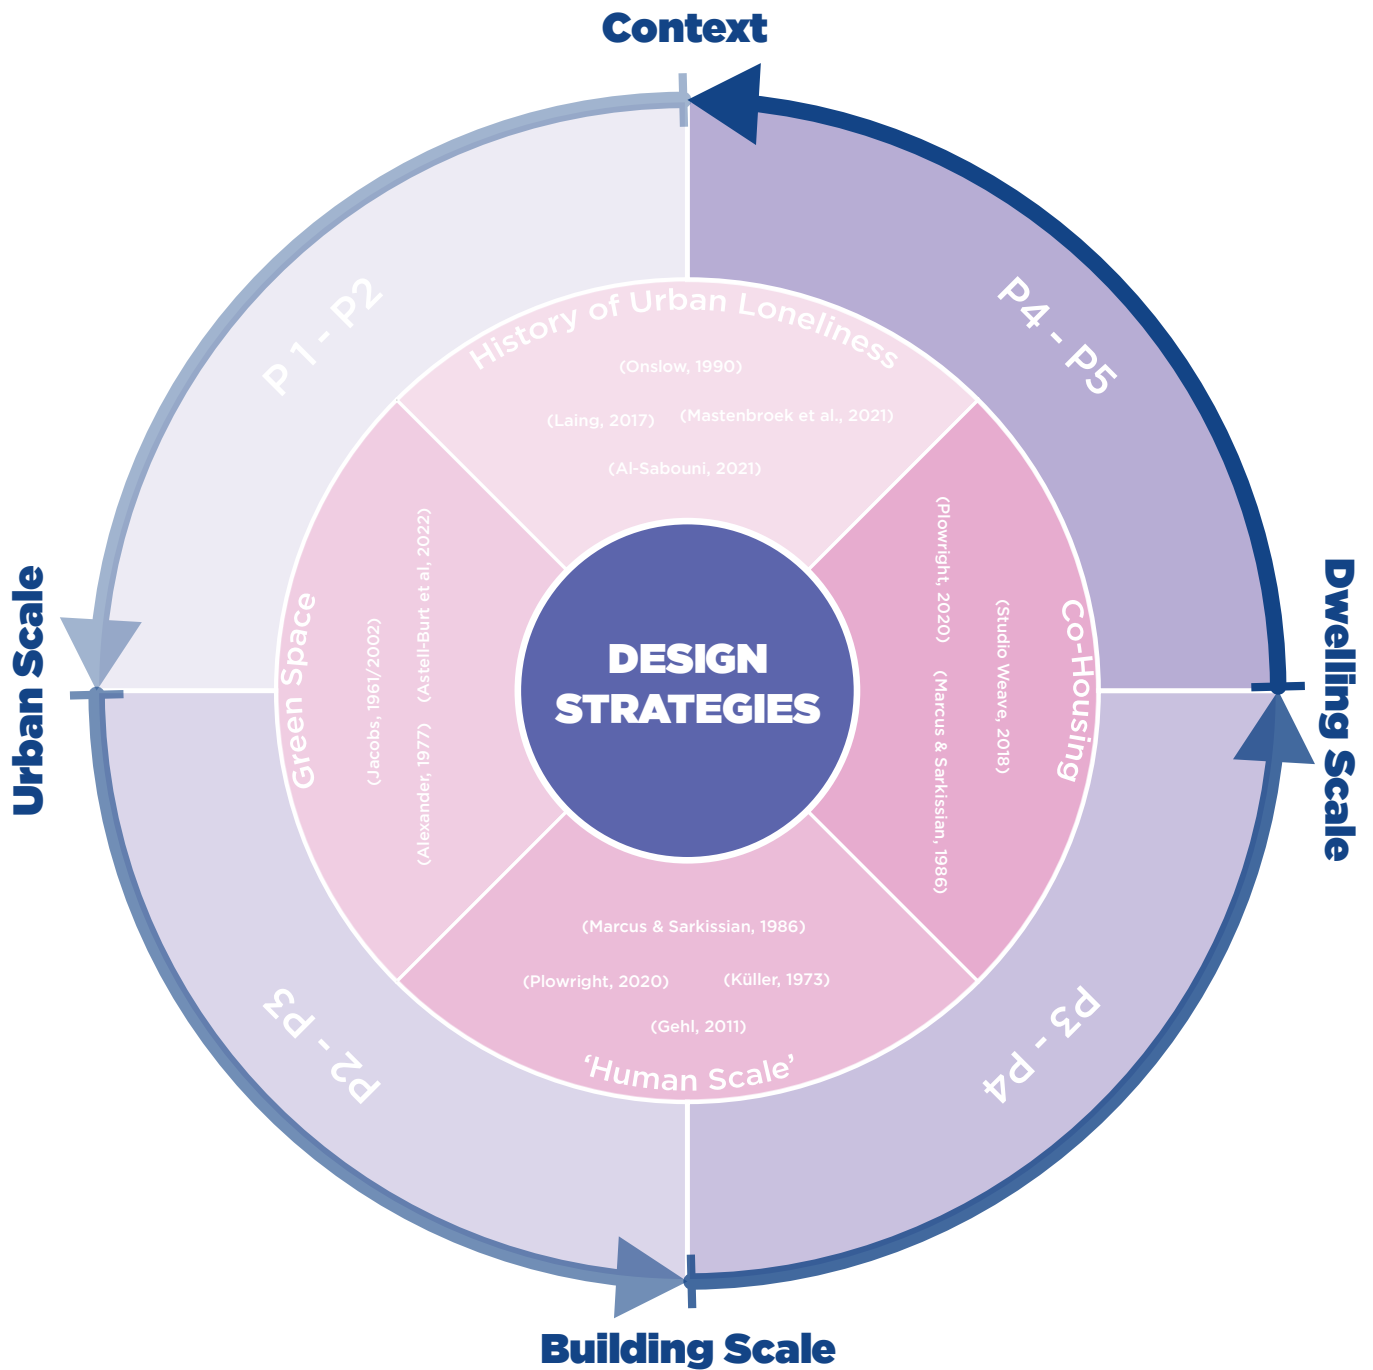 Context
P 1 - P2
P4 - P5
History of Urban Loneliness
(Onslow, 1990)
(Laing, 2017)
(Mastenbroek et al., 2021)
(Al-Sabouni, 2021)
Urban Scale
Green Space
(Jacobs, 1961/2002)
(Alexander, 1977)
(Astell-Burt et al, 2022)
DESIGN
STRATEGIES
(Plowright, 2020)
(Marcus & Sarkissian, 1986)
(Studio Weave, 2018)
Co-Housing
Dwelling Scale
(Marcus & Sarkissian, 1986)
(Plowright, 2020)
(Küller, 1973)
(Gehl, 2011)
‘Human Scale’
P2 - P3
P3 - P4
Building Scale